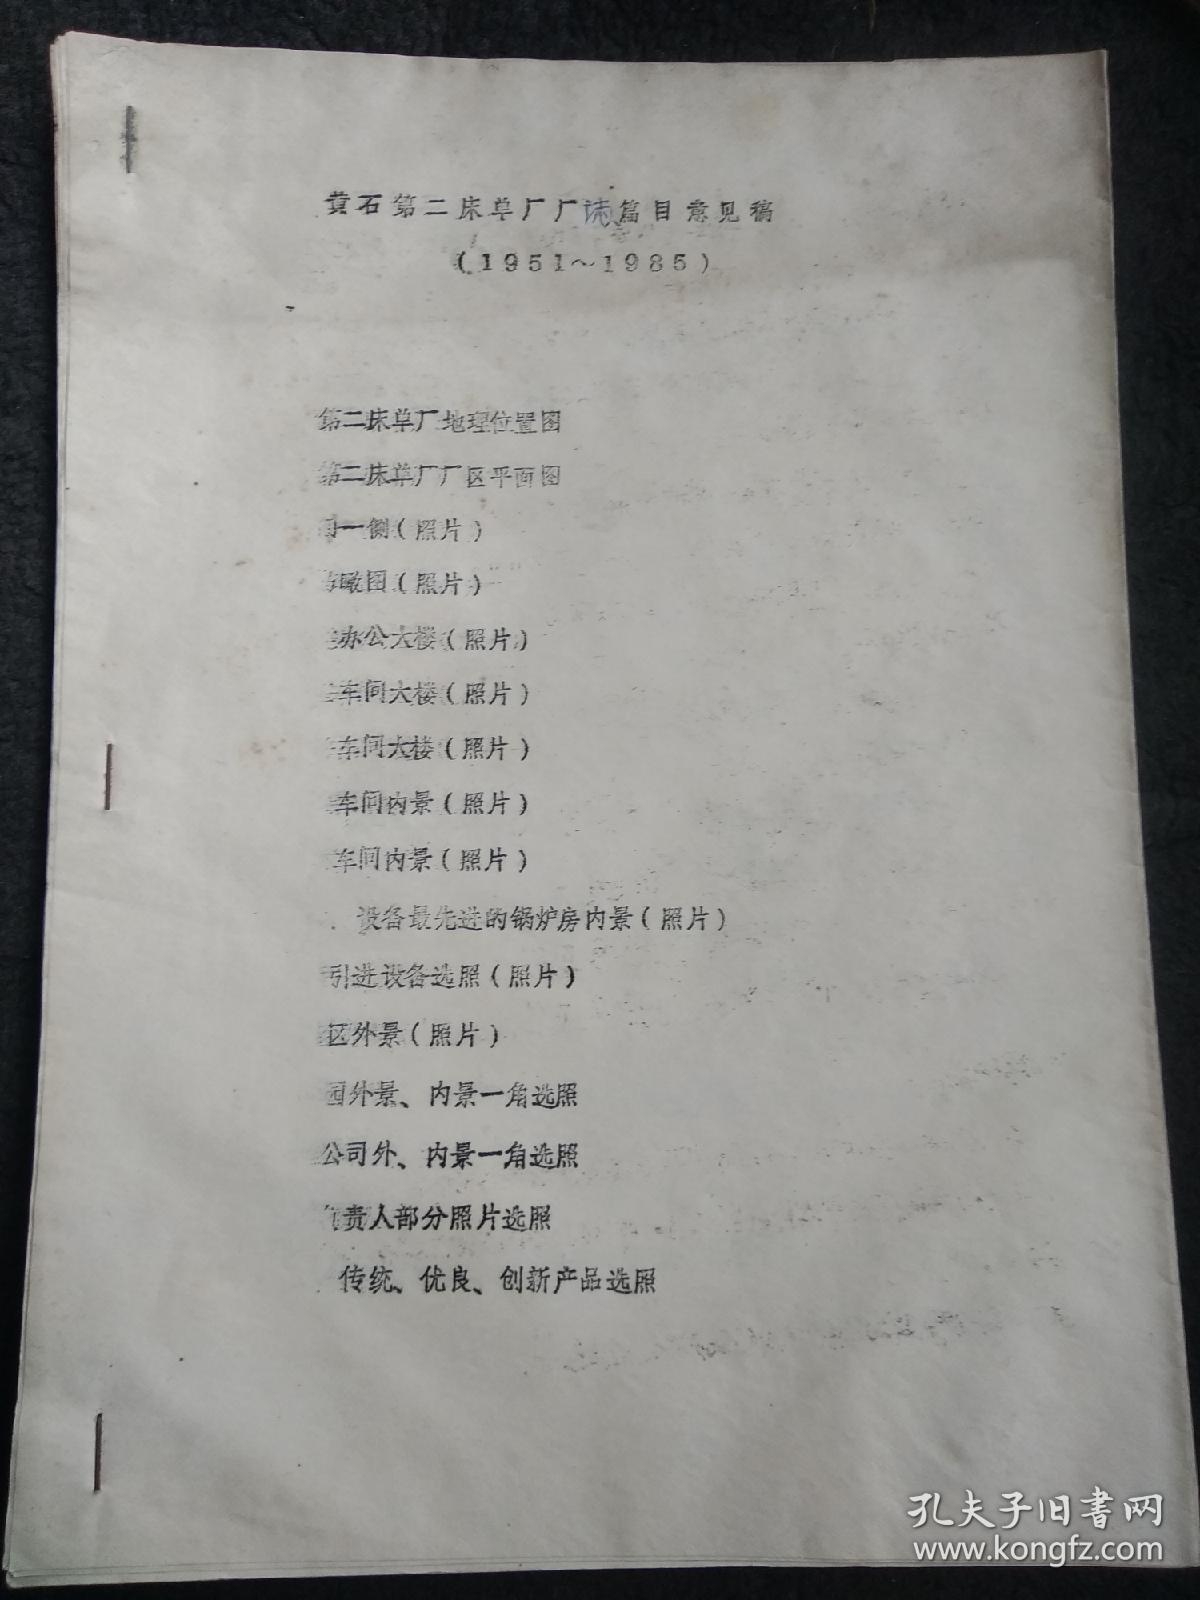 黄石第二床单厂厂志篇目意见稿
(1951～1985)
第二床单厂地理位置图
第二床单厂厂区平面图
一侧(照片)
瞰图(照片)
办公大楼(照片)
车间大楼(照片)
车间大楼(照片)
车间内景(照片)
车间内景(照片)
设备最先进的锅炉房内景(照片)
引进设备选照(照片)
区外景(照片)
园外景、内景一角选照
公司外、内景一角选照
责人部分照片选照
传统、优良、创新产品选照
孔夫子旧书网
www.kongfz.com